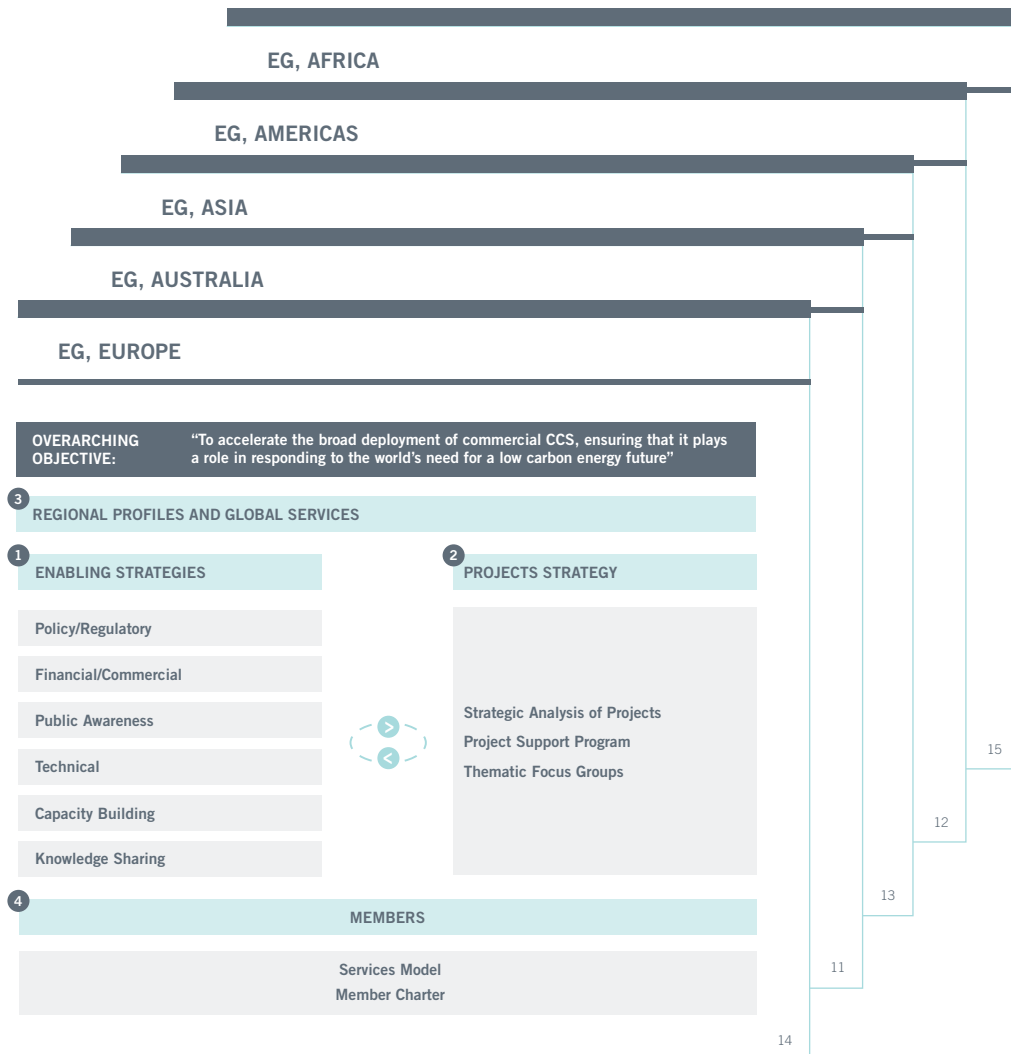 EG, AFRICA
EG, AMERICAS
EG, ASIA
EG, AUSTRALIA
EG, EUROPE
OVERARCHING
OBJECTIVE:
“To accelerate the broad deployment of commercial CCS, ensuring that it plays
a role in responding to the world’s need for a low carbon energy future”
3
REGIONAL PROFILES AND GLOBAL SERVICES
1
ENABLING STRATEGIES
Policy/Regulatory
Financial/Commercial
Public Awareness
Technical
Capacity Building
Knowledge Sharing
>
<
2
PROJECTS STRATEGY
Strategic Analysis of Projects
Project Support Program
Thematic Focus Groups
4
MEMBERS
Services Model
Member Charter
15
12
13
11
14